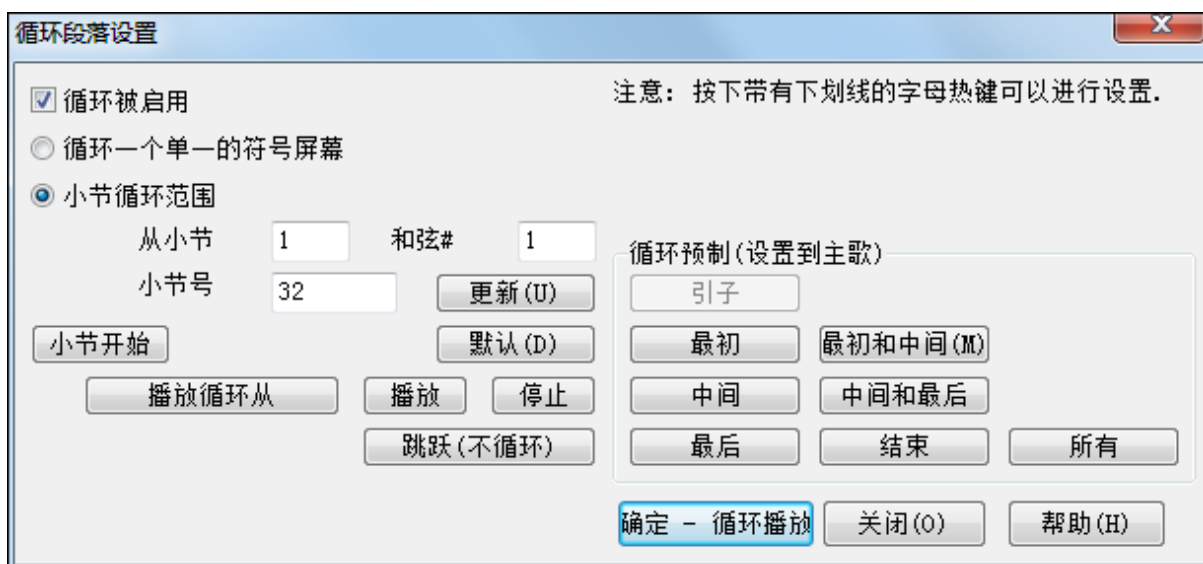 循环段落设置
循环被启用
注意: 按下带有下划线的字母热键可以进行设置.
循环一个单一的符号屏幕
小节循环范围
从小节 1 和弦# 1
小节号 32 更新(U)
小节开始 默认(D)
播放循环从 播放 停止
跳跃(不循环)
循环预制(设置到主歌)
引子
最初 最初和中间(M)
中间 中间和最后
最后 结束 所有
确定 - 循环播放 关闭(O) 帮助(H)